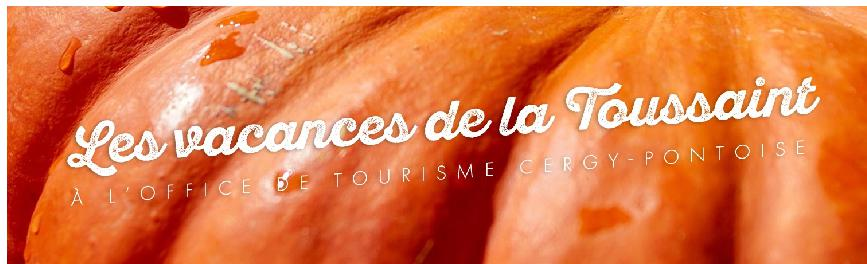 Les vacances de la Toussaint
À L'OFFICE DE TOURISME CERGY-PONTOISE